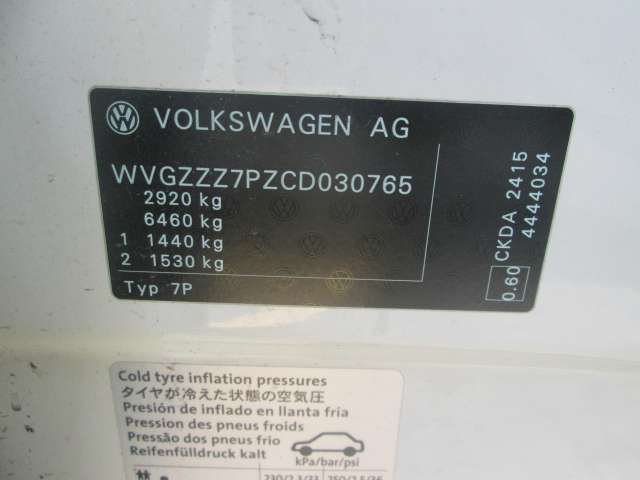 VOLKSWAGEN AG
WVGZZZ7PZCD030765
2920 kg
6460 kg
1 1440 kg
2 1530 kg
Typ 7P
0.60 CKDA 2415
4444034
Cold tyre inflation pressures
タイヤが冷えた状態の空気圧
Presión de inflado en llanta fría
Pression des pneus froids
Pressão dos pneus frio
Reifenfülldruck kalt
kPa/bar/psi